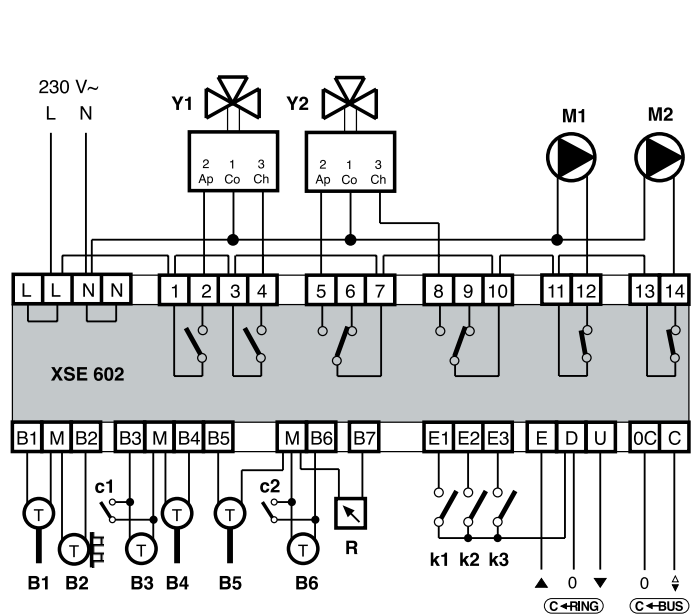 230 V~
L N
Y1 Y2 M1 M2
2 1 3 2 1 3
Ap Co Ch Ap Co Ch
L L N N 1 2 3 4 5 6 7 8 9 10 11 12 13 14
XSE 602
B1 M B2 B3 M B4 B5 M B6 B7 E1 E2 E3 E D U 0C C
c1 c2
T T T T T T
R k1 k2 k3
B1 B2 B3 B4 B5 B6 0 0
C RING C BUS